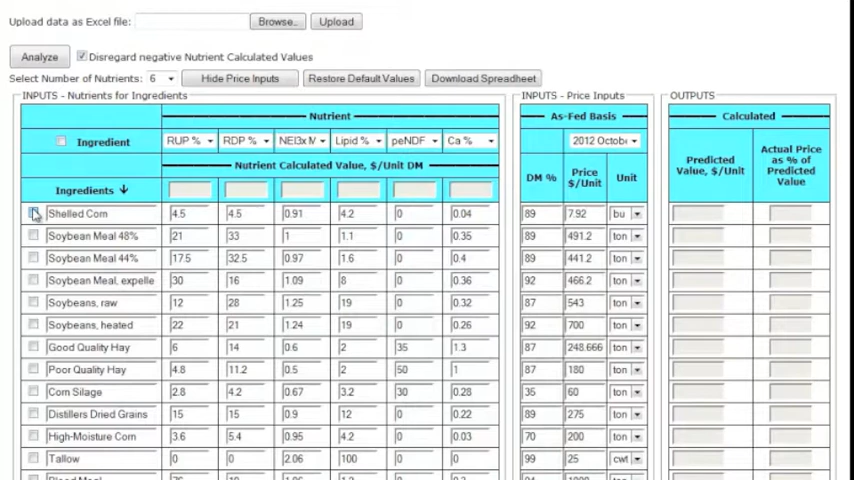 Upload data as Excel file: Browse.. Upload
Analyze Disregard negative Nutrient Calculated Values
Select Number of Nutrients: 6 Hide Price Inputs Restore Default Values Download Spreadsheet
INPUTS - Nutrients for Ingredients INPUTS - Price Inputs OUTPUTS
Nutrient As-Fed Basis Calculated
Ingredient RUP % RDP % NEl3x M Lipid % peNDF Ca % 2012 Octob
Nutrient Calculated Value, $/Unit DM
DM % Price $/Unit Unit Predicted Value, $/Unit Actual Price as % of Predicted Value
Ingredients
Shelled Corn 4.5 4.5 0.91 4.2 0 0.04 89 7.92 bu
Soybean Meal 48% 21 33 1 1.1 0 0.35 89 491.2 ton
Soybean Meal 44% 17.5 32.5 0.97 1.6 0 0.4 89 441.2 ton
Soybean Meal, expelle 30 16 1.09 8 0 0.36 92 466.2 ton
Soybeans, raw 12 28 1.25 19 0 0.32 87 543 ton
Soybeans, heated 22 21 1.24 19 0 0.26 92 700 ton
Good Quality Hay 6 14 0.6 2 35 1.3 87 248.666 ton
Poor Quality Hay 4.8 11.2 0.5 2 50 1 87 180 ton
Corn Silage 2.8 4.2 0.67 3.2 30 0.28 35 60 ton
Distillers Dried Grains 15 15 0.9 12 0 0.22 89 275 ton
High-Moisture Corn 3.6 5.4 0.95 4.2 0 0.03 70 200 ton
Tallow 0 0 2.06 100 0 0 99 25 cwt